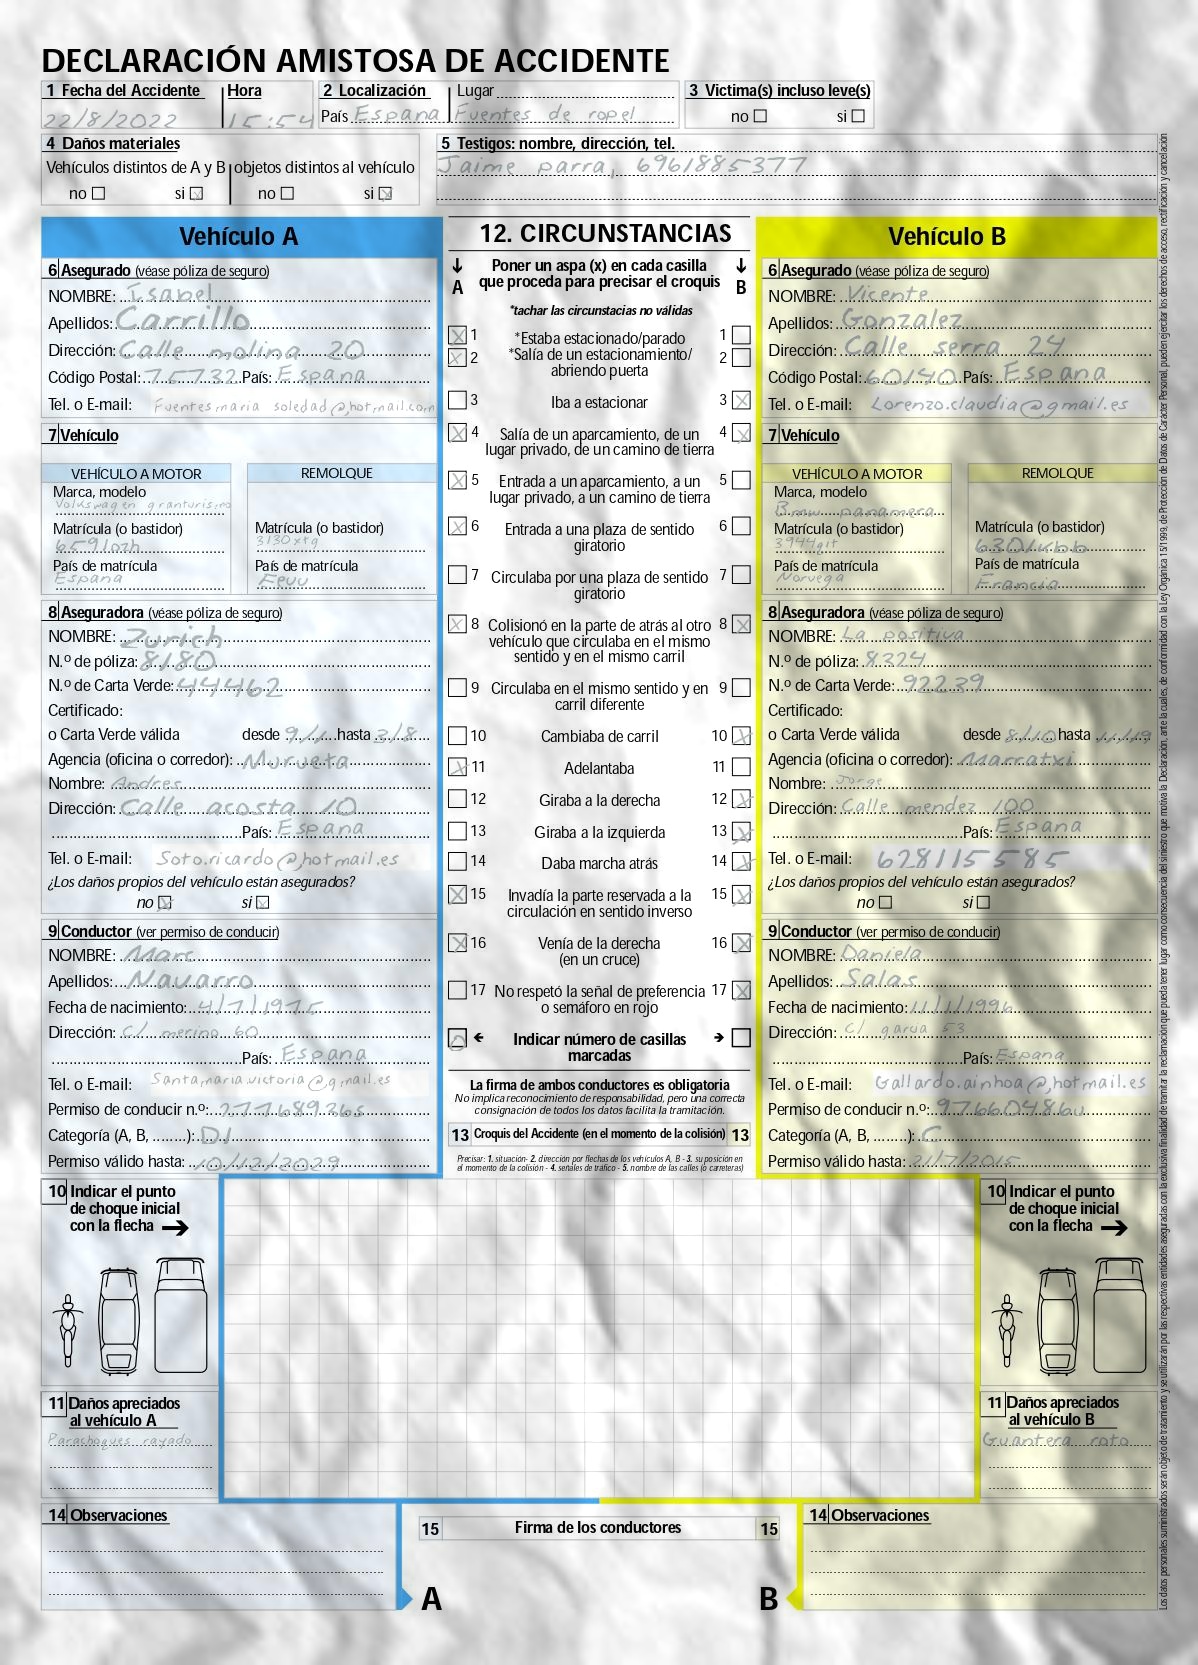 DECLARACIÓN AMISTOSA DE ACCIDENTE
1 Fecha del Accidente Hora
22/8/2022 15:54
2 Localización Lugar
País España Fuentes de ropel
3 Victima(s) incluso leve(s)
no si
4 Daños materiales
Vehículos distintos de A y B objetos distintos al vehículo
no si no si
5 Testigos: nombre, dirección, tel.
Jaime parra, 6961885377
Vehículo A
6 Asegurado (véase póliza de seguro)
NOMBRE: Isabel
Apellidos: Carrillo
Dirección: Calle molina 20
Código Postal: 75732 País: España
Tel. o E-mail: Fuentesmaria soledad@hotmail.com
7 Vehículo
VEHÍCULO A MOTOR REMOLQUE
Marca, modelo
Volkswagen granturismo
Matrícula (o bastidor) Matrícula (o bastidor)
6591pzh 3130xtg
País de matrícula País de matrícula
España Eeuu
8 Aseguradora (véase póliza de seguro)
NOMBRE: Zurich
N.º de póliza: 8180
N.º de Carta Verde: 44462
Certificado:
o Carta Verde válida desde 9/1/ hasta 3/8/
Agencia (oficina o corredor): Murueta
Nombre: Andres
Dirección: Calle acosta 10
País: España
Tel. o E-mail: Soto.ricardo@hotmail.es
¿Los daños propios del vehículo están asegurados?
no si
9 Conductor (ver permiso de conducir)
NOMBRE: Marc
Apellidos: Navarro
Fecha de nacimiento: 4/7/1975
Dirección: C/ merino 60
País: España
Tel. o E-mail: Santamaria.victoria@gmail.es
Permiso de conducir n.º: 277689265
Categoría (A, B, ........): D1
Permiso válido hasta: 10/12/2029
12. CIRCUNSTANCIAS
A Poner un aspa (x) en cada casilla que proceda para precisar el croquis B
*tachar las circunstacias no válidas
1 *Estaba estacionado/parado 1
2 *Salía de un estacionamiento/ 2
abriendo puerta
3 Iba a estacionar 3
4 Salía de un aparcamiento, de un 4
lugar privado, de un camino de tierra
5 Entrada a un aparcamiento, a un 5
lugar privado, a un camino de tierra
6 Entrada a una plaza de sentido 6
giratorio
7 Circulaba por una plaza de sentido 7
giratorio
8 Colisionó en la parte de atrás al otro 8
vehículo que circulaba en el mismo
sentido y en el mismo carril
9 Circulaba en el mismo sentido y en 9
carril diferente
10 Cambiaba de carril 10
11 Adelantaba 11
12 Giraba a la derecha 12
13 Giraba a la izquierda 13
14 Daba marcha atrás 14
15 Invadía la parte reservada a la 15
circulación en sentido inverso
16 Venía de la derecha 16
(en un cruce)
17 No respetó la señal de preferencia 17
o semáforo en rojo
0 Indicar número de casillas
marcadas
La firma de ambos conductores es obligatoria
No implica reconocimiento de responsabilidad, pero una correcta
consignación de todos los datos facilita la tramitación.
13 Croquis del Accidente (en el momento de la colisión) 13
Precisar: 1. situación- 2. dirección por flechas de los vehículos A, B - 3. su posición en
el momento de la colisión - 4. señales de tráfico - 5. nombre de las calles (o carreteras)
Vehículo B
6 Asegurado (véase póliza de seguro)
NOMBRE: Vicente
Apellidos: Gonzalez
Dirección: Calle serra 24
Código Postal: 60140 País: España
Tel. o E-mail: Lorenzo.claudia@gmail.es
7 Vehículo
VEHÍCULO A MOTOR REMOLQUE
Marca, modelo
Bmw panamera
Matrícula (o bastidor) Matrícula (o bastidor)
3944git 6301kbb
País de matrícula País de matrícula
Noruega Francia
8 Aseguradora (véase póliza de seguro)
NOMBRE: La positiva
N.º de póliza: 8324
N.º de Carta Verde: 92239
Certificado:
o Carta Verde válida desde 8/10 hasta
Agencia (oficina o corredor): Marratxi
Nombre: Jorge
Dirección: Calle mendez 100
País: España
Tel. o E-mail: 628115585
¿Los daños propios del vehículo están asegurados?
no si
9 Conductor (ver permiso de conducir)
NOMBRE: Daniela
Apellidos: Salas
Fecha de nacimiento: 11/1/1996
Dirección: C/ garua 53
País: España
Tel. o E-mail: Gallardo.ainhoa@hotmail.es
Permiso de conducir n.º: 97660486u
Categoría (A, B, ........): C
Permiso válido hasta: 21/7/2015
10 Indicar el punto
de choque inicial
con la flecha
11 Daños apreciados
al vehículo A
Parachoques rayado
10 Indicar el punto
de choque inicial
con la flecha
11 Daños apreciados
al vehículo B
Guantera roto
14 Observaciones
15 Firma de los conductores 15
A B
14 Observaciones
Los datos personales suministrados serán objeto de tratamiento y se utilizarán por las respectivas entidades aseguradas con la exclusiva finalidad de tramitar la reclamación que pueda tener lugar como consecuencia del siniestro que motiva la Declaración, ante la cuales, de conformidad con la Ley Orgánica 15/1999, de Protección de Datos de Carácter Personal, pueden ejercitar los derechos de acceso, rectificación y cancelación